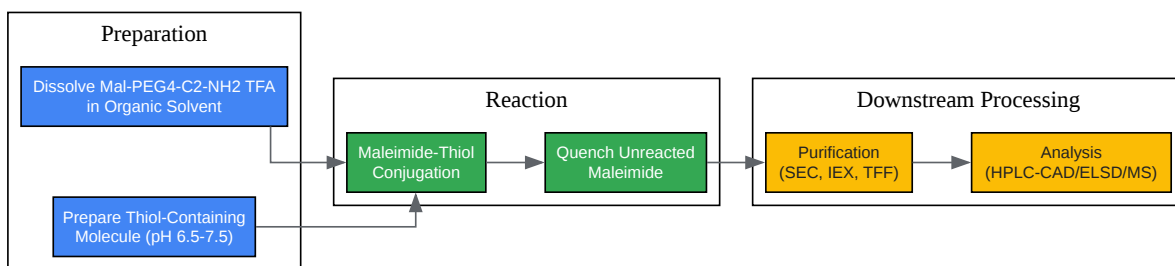 Preparation
Dissolve Mal-PEG4-C2-NH2 TFA
in Organic Solvent
Prepare Thiol-Containing
Molecule (pH 6.5-7.5)
Reaction
Maleimide-Thiol
Conjugation
Quench Unreacted
Maleimide
Downstream Processing
Purification
(SEC, IEX, TFF)
Analysis
(HPLC-CAD/ELSD/MS)